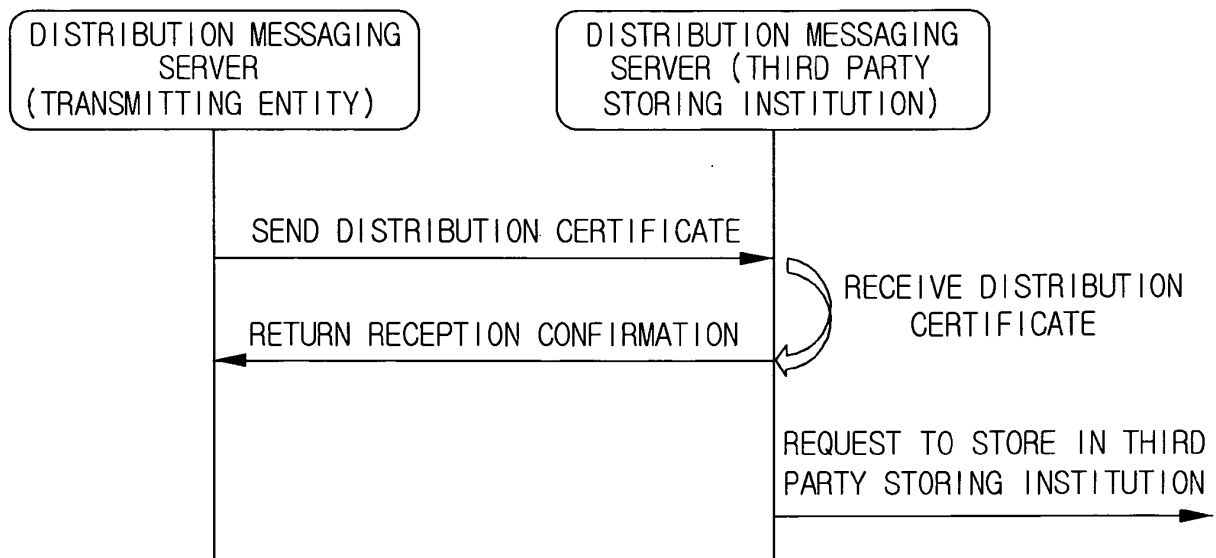 DISTRIBUTION MESSAGING
SERVER
(TRANSMITTING ENTITY)
DISTRIBUTION MESSAGING
SERVER (THIRD PARTY
STORING INSTITUTION)
SEND DISTRIBUTION CERTIFICATE
RECEIVE DISTRIBUTION
CERTIFICATE
RETURN RECEPTION CONFIRMATION
REQUEST TO STORE IN THIRD
PARTY STORING INSTITUTION